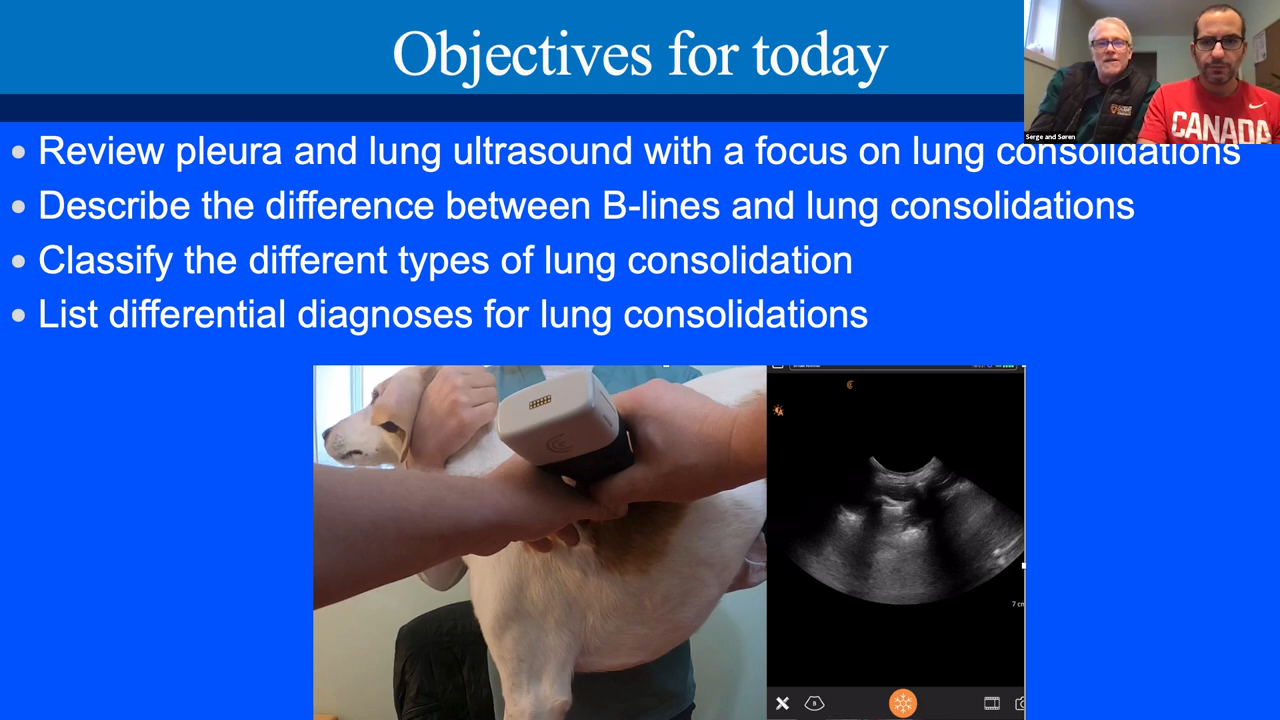 Objectives for today
Serge and Søren
CANADA
• Review pleura and lung ultrasound with a focus on lung consolidations
• Describe the difference between B-lines and lung consolidations
• Classify the different types of lung consolidation
• List differential diagnoses for lung consolidations
7 cm
B